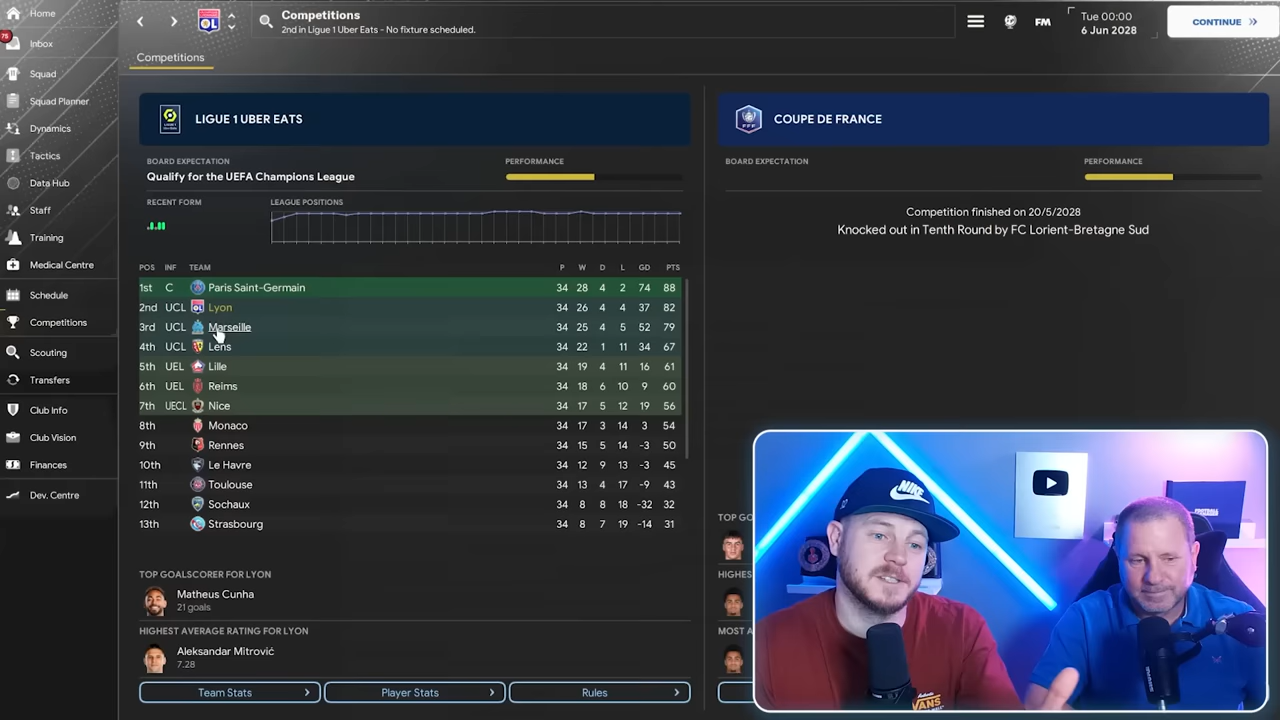 Home
75
Inbox
Squad
Squad Planner
Dynamics
Tactics
Data Hub
Staff
Training
Medical Centre
Schedule
Competitions
Scouting
Transfers
Club Info
Club Vision
Finances
Dev. Centre
OL
Competitions
2nd in Ligue 1 Uber Eats - No fixture scheduled.
FM
Tue 00:00
6 Jun 2028
CONTINUE
Competitions
LIGUE 1 UBER EATS
BOARD EXPECTATION
PERFORMANCE
Qualify for the UEFA Champions League
RECENT FORM
LEAGUE POSITIONS
POS INF TEAM P W D L GD PTS
1st C Paris Saint-Germain 34 28 4 2 74 88
2nd UCL Lyon 34 26 4 4 37 82
3rd UCL Marseille 34 25 4 5 52 79
4th UCL Lens 34 22 1 11 34 67
5th UEL Lille 34 19 4 11 16 61
6th UEL Reims 34 18 6 10 9 60
7th UECL Nice 34 17 5 12 19 56
8th Monaco 34 17 3 14 3 54
9th Rennes 34 15 5 14 -3 50
10th Le Havre 34 12 9 13 -3 45
11th Toulouse 34 13 4 17 -9 43
12th Sochaux 34 8 8 18 -32 32
13th Strasbourg 34 8 7 19 -14 31
TOP GOALSCORER FOR LYON
Matheus Cunha
21 goals
HIGHEST AVERAGE RATING FOR LYON
Aleksandar Mitrović
7.28
Team Stats
Player Stats
Rules
FFF
COUPE DE FRANCE
BOARD EXPECTATION
PERFORMANCE
Competition finished on 20/5/2028
Knocked out in Tenth Round by FC Lorient-Bretagne Sud
TOP GO
HIGHES
MOST A
NIKE
VANS